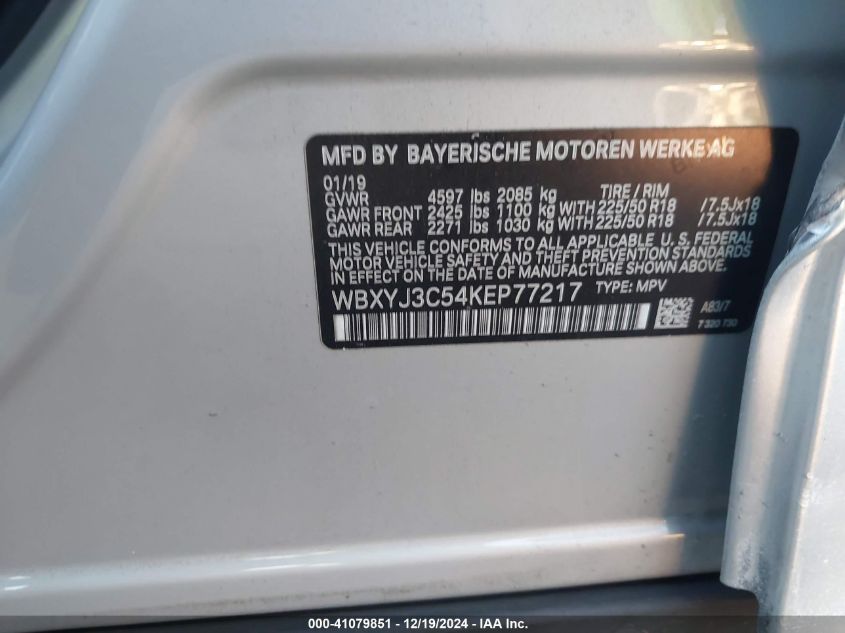 MFD BY BAYERISCHE MOTOREN WERKE AG
01/19
GVWR 4597 lbs 2085 kg TIRE / RIM
GAWR FRONT 2425 lbs 1100 kg WITH 225/50 R18 /7.5Jx18
GAWR REAR 2271 lbs 1030 kg WITH 225/50 R18 /7.5Jx18
THIS VEHICLE CONFORMS TO ALL APPLICABLE U. S. FEDERAL
MOTOR VEHICLE SAFETY AND THEFT PREVENTION STANDARDS
IN EFFECT ON THE DATE OF MANUFACTURE SHOWN ABOVE.
WBXYJ3C54KEP77217 TYPE: MPV
A83/7
7 320 730
000-41079851 / 12/19/2024 - IAA Inc.